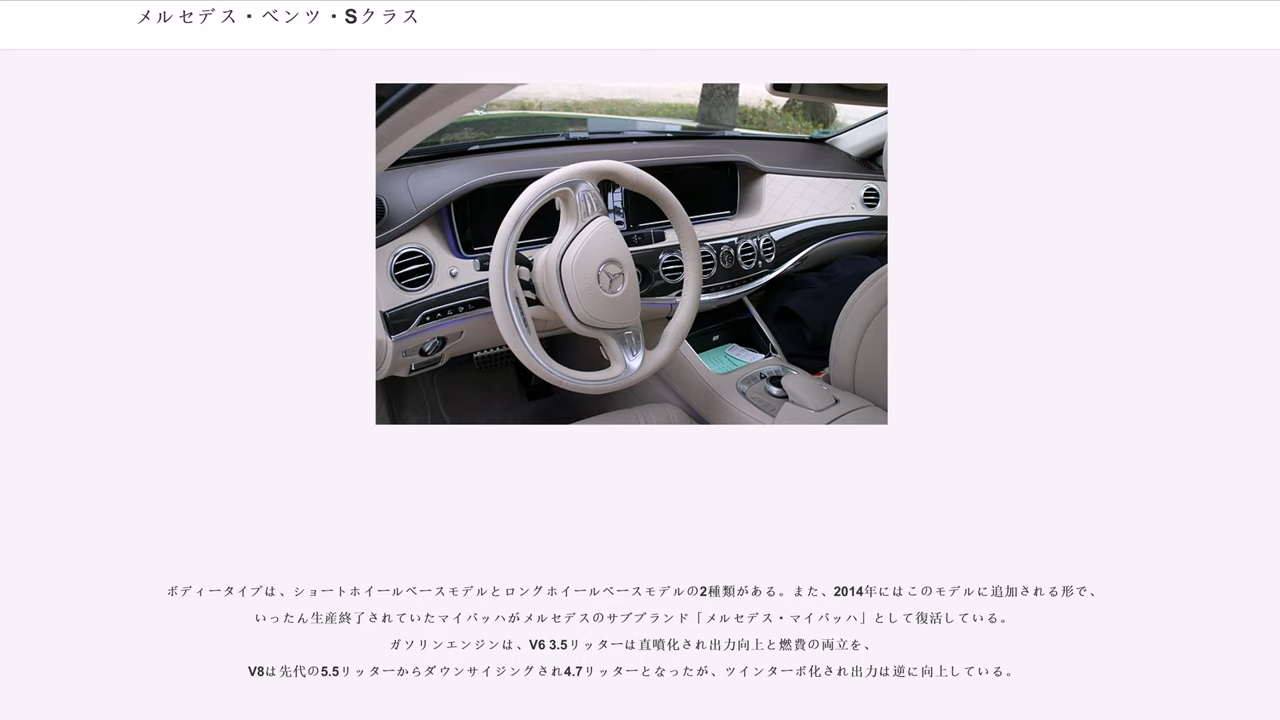 メルセデス・ベンツ・Sクラス
ボディータイプは、ショートホイールベースモデルとロングホイールベースモデルの2種類がある。また、2014年にはこのモデルに追加される形で、
いったん生産終了されていたマイバッハがメルセデスのサブブランド「メルセデス・マイバッハ」として復活している。
ガソリンエンジンは、V6 3.5リッターは直噴化され出力向上と燃費の両立を、
V8は先代の5.5リッターからダウンサイジングされ4.7リッターとなったが、ツインターボ化され出力は逆に向上している。